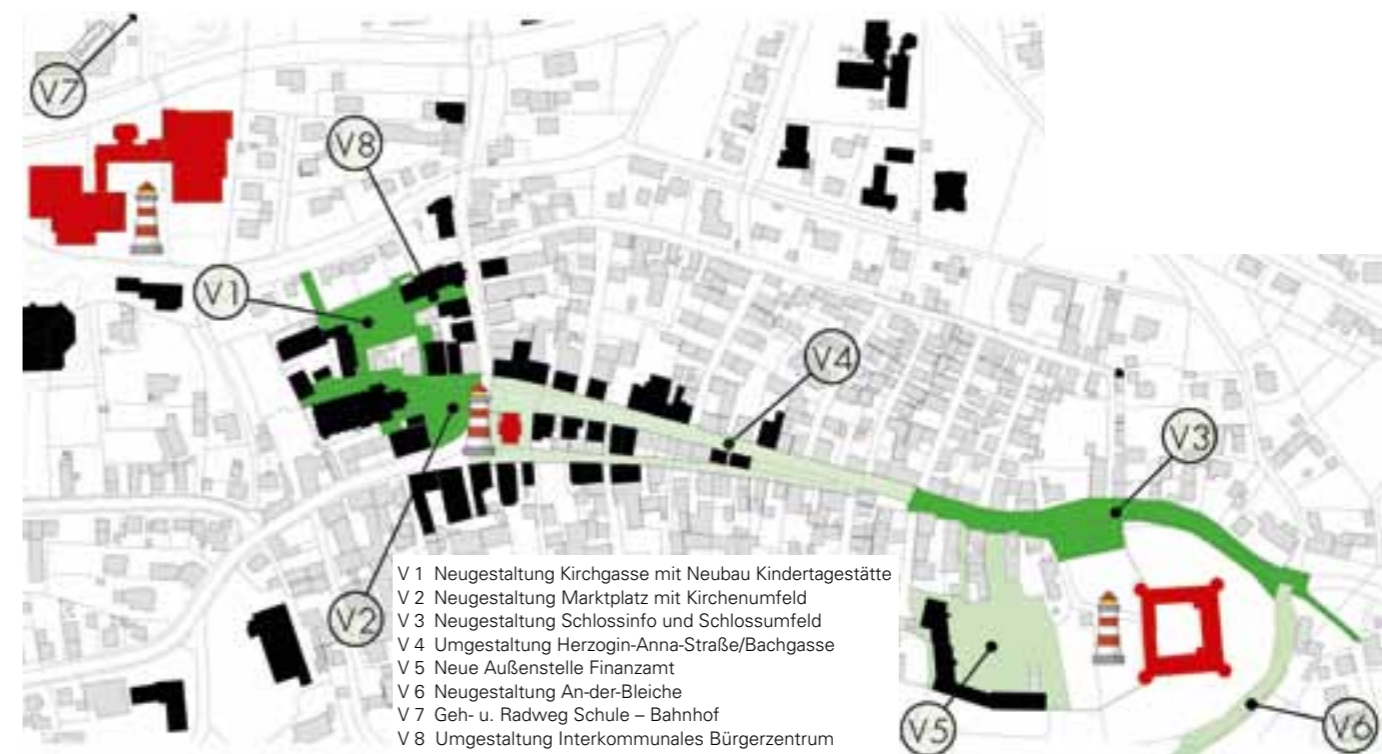 V7
V8
V1
V4
V3
V2
V 1 Neugestaltung Kirchgasse mit Neubau Kindertagestätte
V 2 Neugestaltung Marktplatz mit Kirchenumfeld
V 3 Neugestaltung Schlossinfo und Schlossumfeld
V 4 Umgestaltung Herzogin-Anna-Straße/Bachgasse
V 5 Neue Außenstelle Finanzamt
V 6 Neugestaltung An-der-Bleiche
V 7 Geh- u. Radweg Schule – Bahnhof
V 8 Umgestaltung Interkommunales Bürgerzentrum
V5
V6